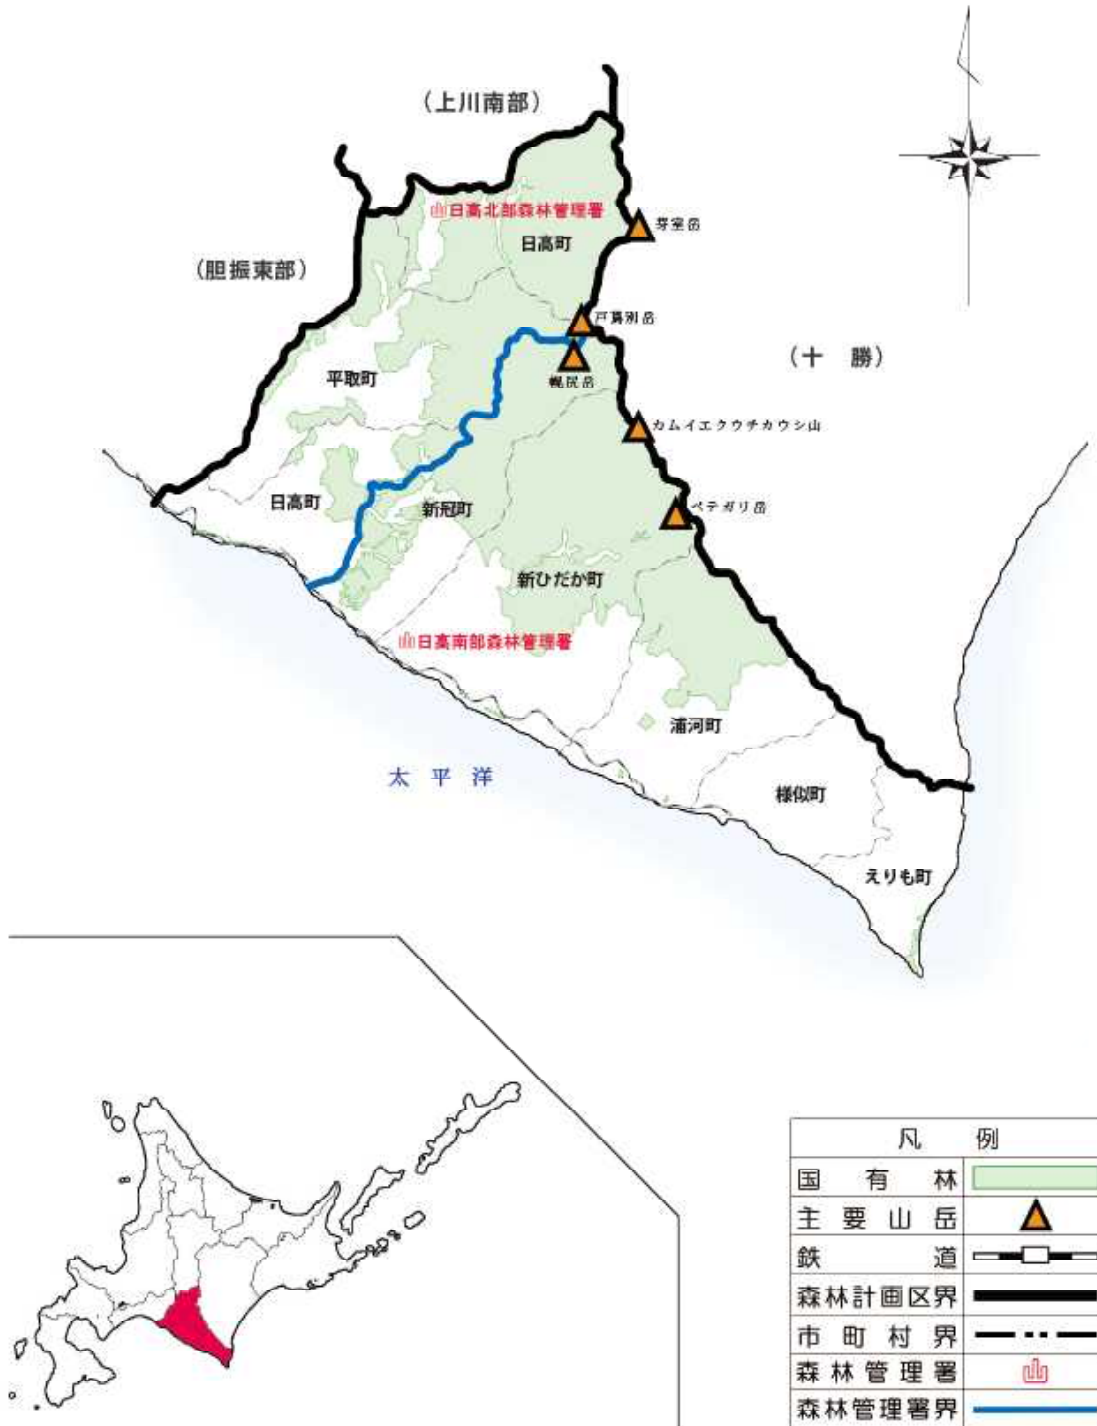 (上川南部)
日高北部森林管理署
芽室岳
日高町
(胆振東部)
戸蔦別岳
(十 勝)
平取町
幌尻岳
カムイエクウチカウシ山
日高町
新冠町
ペテガリ岳
新ひだか町
日高南部森林管理署
浦河町
太 平 洋
様似町
えりも町
凡 例
国 有 林
主 要 山 岳
鉄 道
森林計画区界
市 町 村 界
森 林 管 理 署
森林管理署界